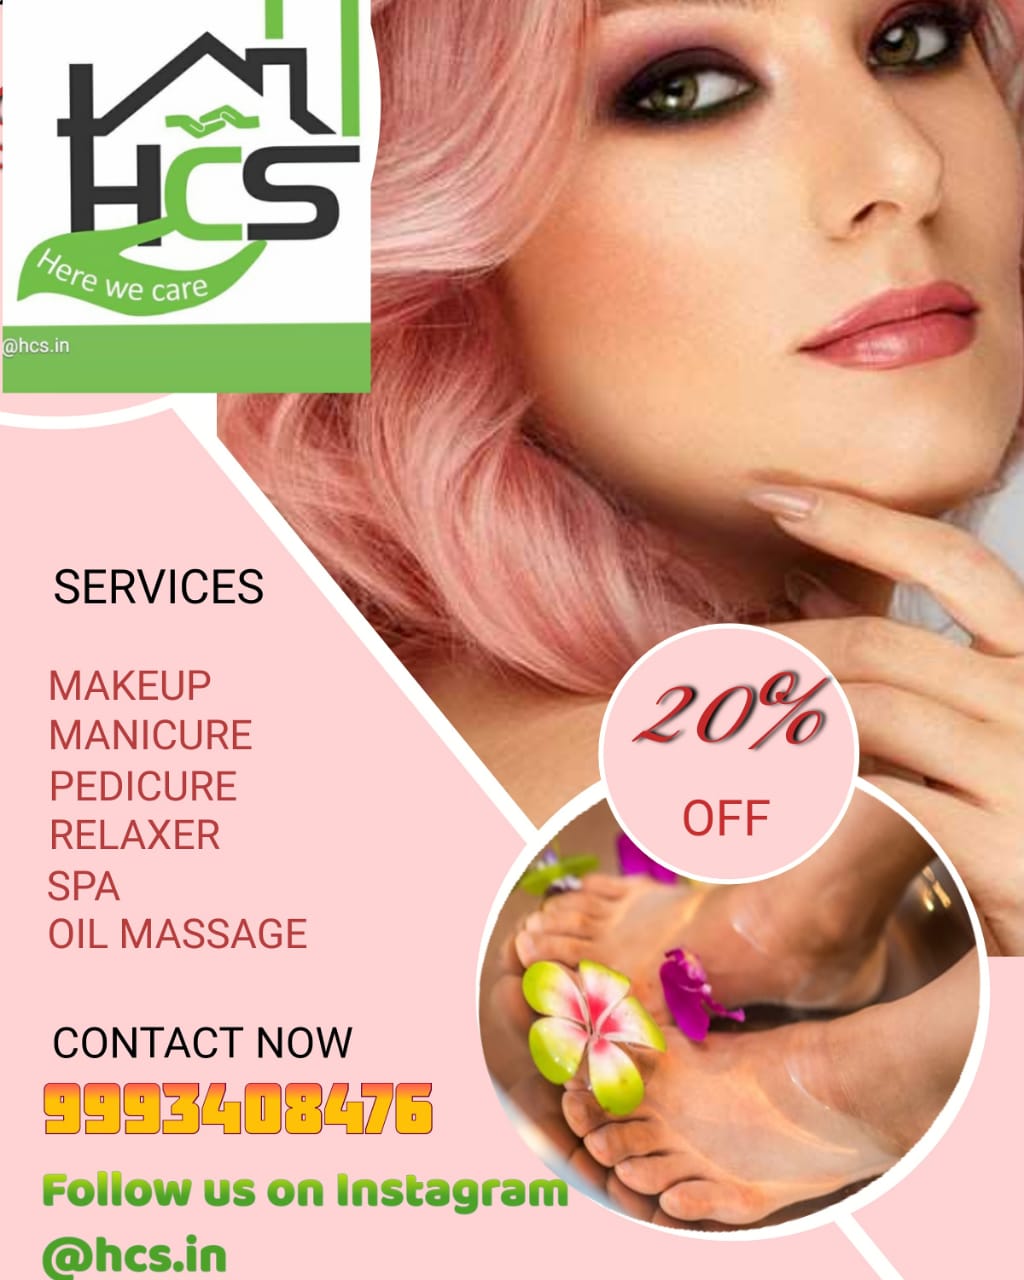 HCS
Here we care
@hcs.in
SERVICES
MAKEUP
MANICURE
PEDICURE
RELAXER
SPA
OIL MASSAGE
20%
OFF
CONTACT NOW
9993408476
Follow us on Instagram
@hcs.in